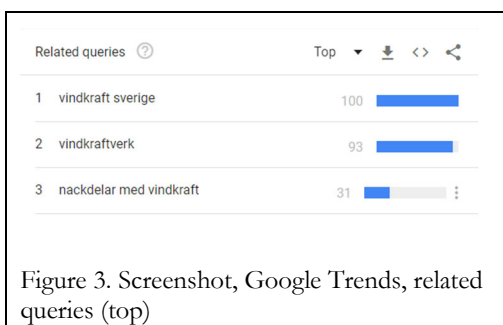 Related queries Top
1 vindkraft sverige 100
2 vindkraftverk 93
3 nackdelar med vindkraft 31
Figure 3. Screenshot, Google Trends, related
queries (top)